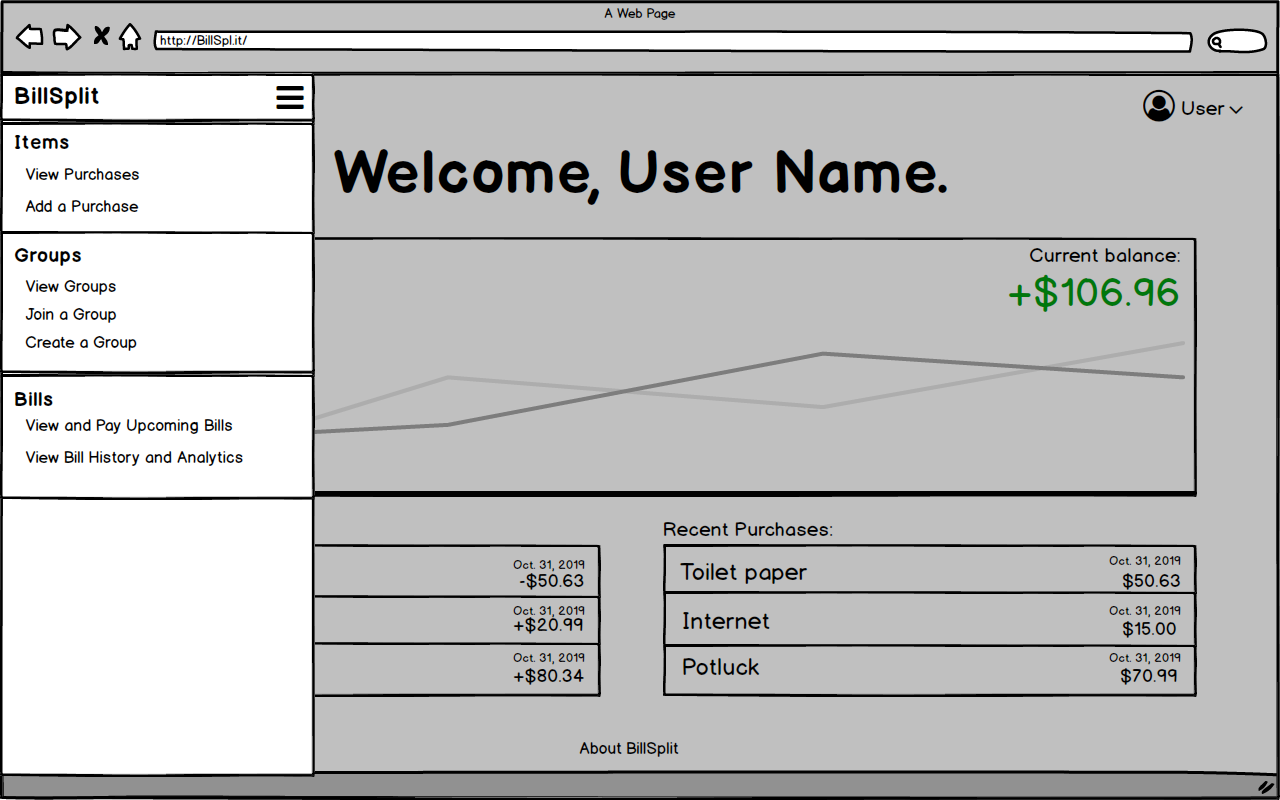 A Web Page
http://BillSpl.it/
BillSplit
User
Items
View Purchases
Add a Purchase
Groups
View Groups
Join a Group
Create a Group
Bills
View and Pay Upcoming Bills
View Bill History and Analytics
Welcome, User Name.
Current balance:
+$106.96
Oct. 31, 2019
-$50.63
Oct. 31, 2019
+$20.99
Oct. 31, 2019
+$80.34
Recent Purchases:
Toilet paper
Oct. 31, 2019
$50.63
Internet
Oct. 31, 2019
$15.00
Potluck
Oct. 31, 2019
$70.99
About BillSplit